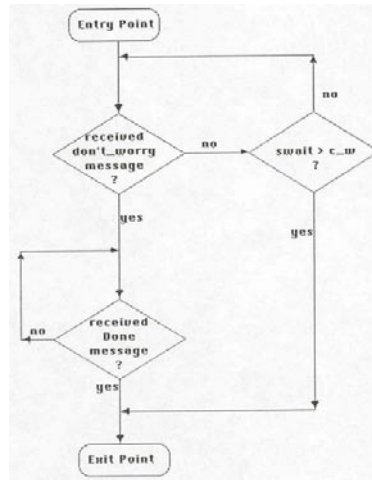 Entry Point
no
received
don't_worry
message
?
no
swait > c_w
?
yes
yes
received
Done
message
?
no
yes
Exit Point